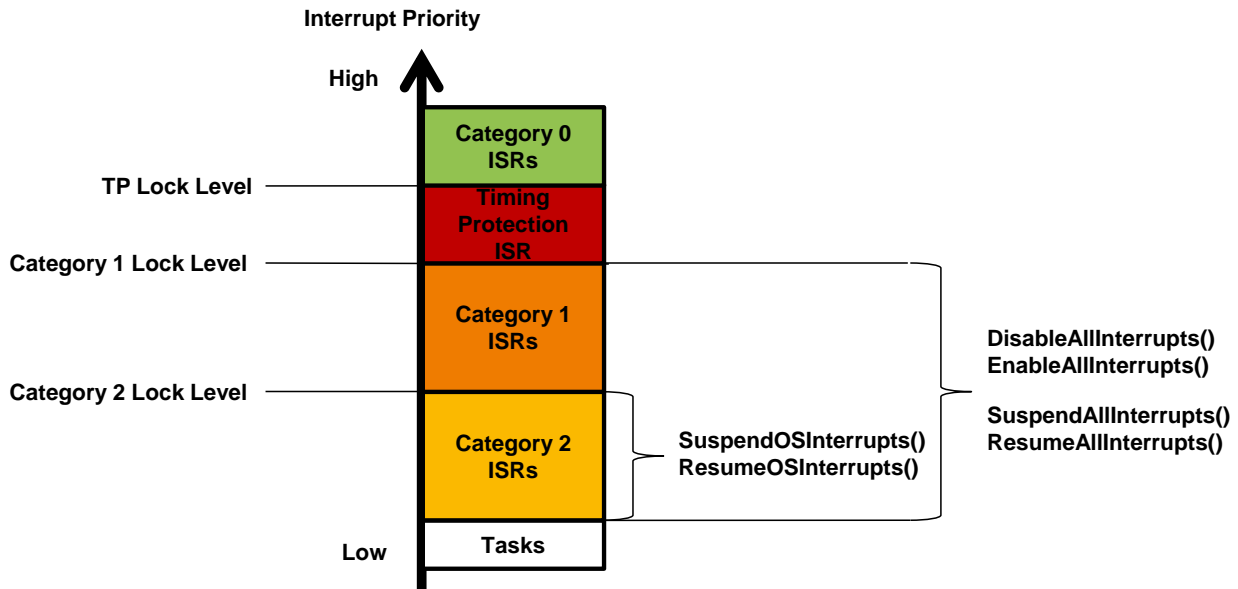 Interrupt Priority
High
Category 0
ISRs
TP Lock Level
Timing
Protection
ISR
Category 1 Lock Level
Category 1
ISRs
DisableAllInterrupts()
EnableAllInterrupts()
Category 2 Lock Level
SuspendAllInterrupts()
ResumeAllInterrupts()
Category 2
ISRs
SuspendOSInterrupts()
ResumeOSInterrupts()
Low
Tasks